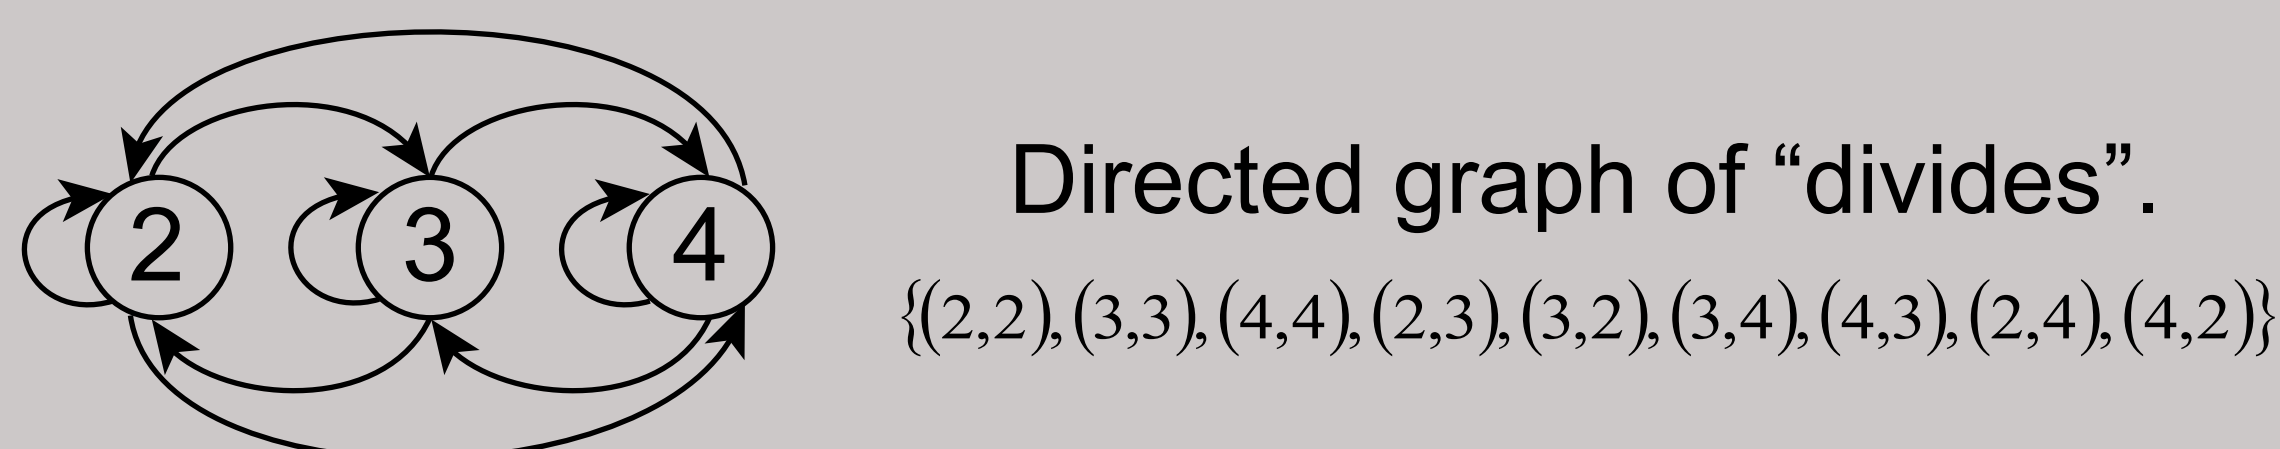 2 3 4
Directed graph of “divides”.
{(2,2),(3,3),(4,4),(2,3),(3,2),(3,4),(4,3),(2,4),(4,2)}